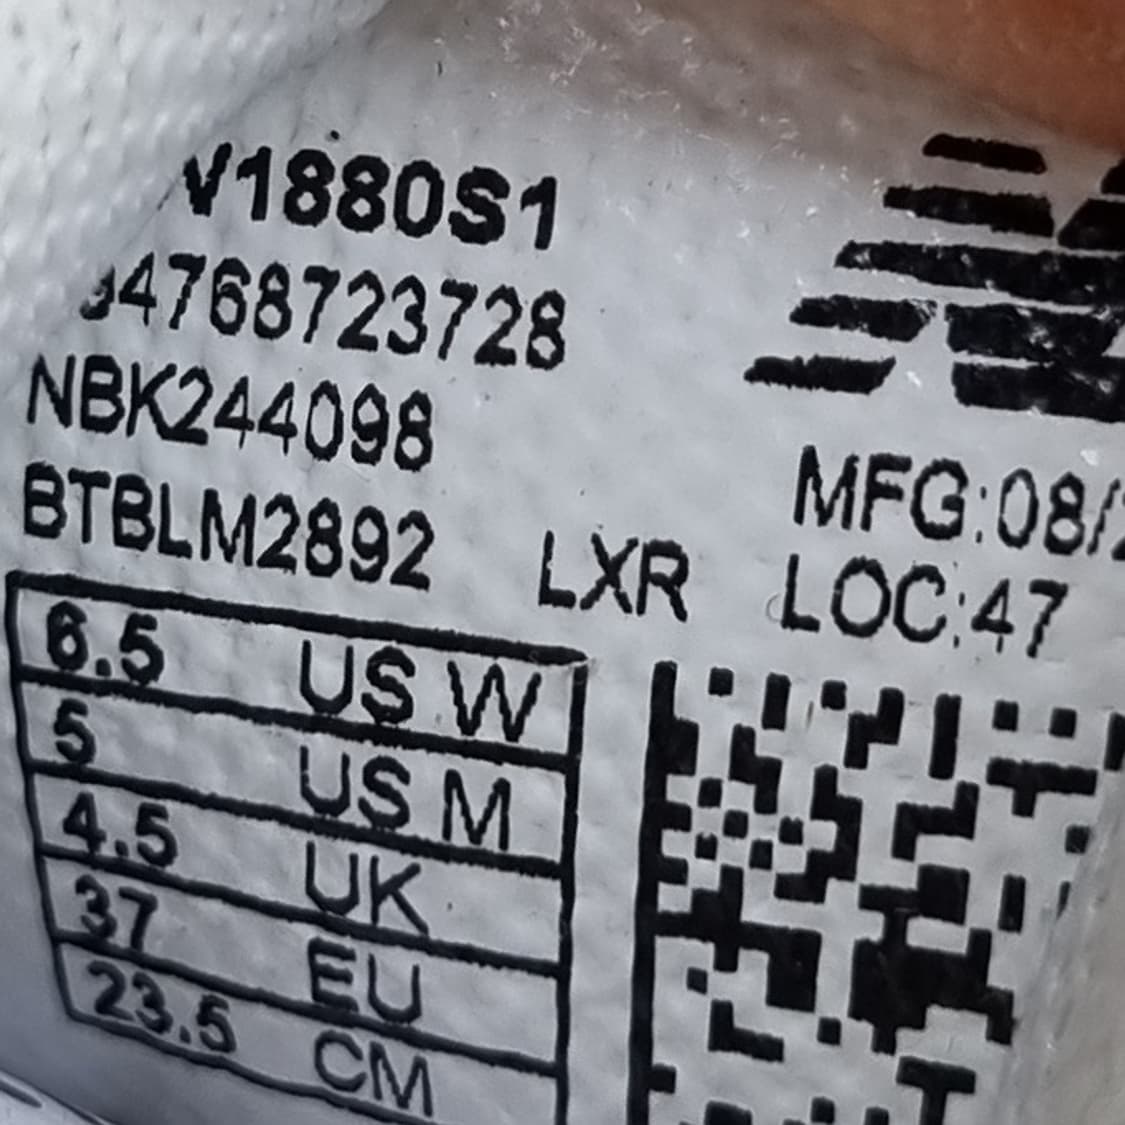 V1880S1
4768723728
NBK244098
BTBLM2892
LXR
MFG:08/
LOC:47
6.5 US W
5 US M
4.5 UK
37 EU
23.5 CM